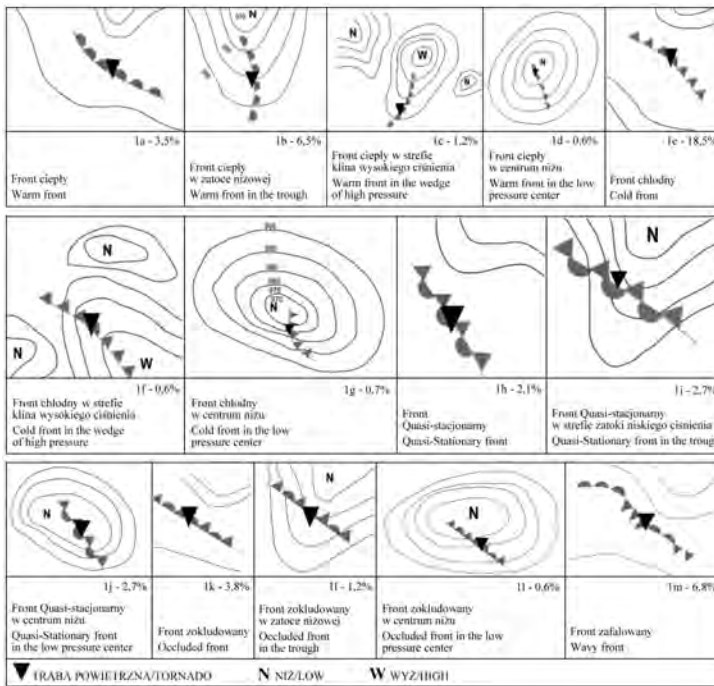 N
N
N
W
N
N
1a - 3,5%
1b - 6,5%
1c - 1,2%
1d - 0,6%
1e - 18,5%
Front ciepły
Warm front
Front ciepły
w zatoce niżowej
Warm front in the trough
Front ciepły w strefie
klina wysokiego ciśnienia
Warm front in the wedge
of high pressure
Front ciepły w
centrum niżu
Warm front in the low
pressure center
Front chłodny
Cold front
N
N
W
N
N
1f - 0,6%
1g - 0,7%
1h - 2,1%
1i - 2,7%
Front chłodny w strefie
klina wysokiego ciśnienia
Cold front in the wedge
of high pressure
Front chłodny
w centrum niżu
Cold front in the low
pressure center
Front
Quasi-stacjonarny
Quasi-Stationary front
Front Quasi-stacjonarny
w strefie zatoki niskiego ciśnienia
Quasi-Stationary front in the troug
N
N
N
1j - 2,7%
1k - 3,8%
1l - 1,2%
1l - 0,6%
1m - 6,8%
Front Quasi-stacjonarny
w centrum niżu
Quasi-Stationary front
in the low pressure center
Front zokludowany
Occluded front
Front zokludowany
w zatoce niżowej
Occluded front
in the trough
Front zokludowany
w centrum niżu
Occluded front in the low
pressure center
Front zafalowany
Wavy front
TRĄBA POWIETRZNA/TORNADO N NIŻ/LOW W WYŻ/HIGH